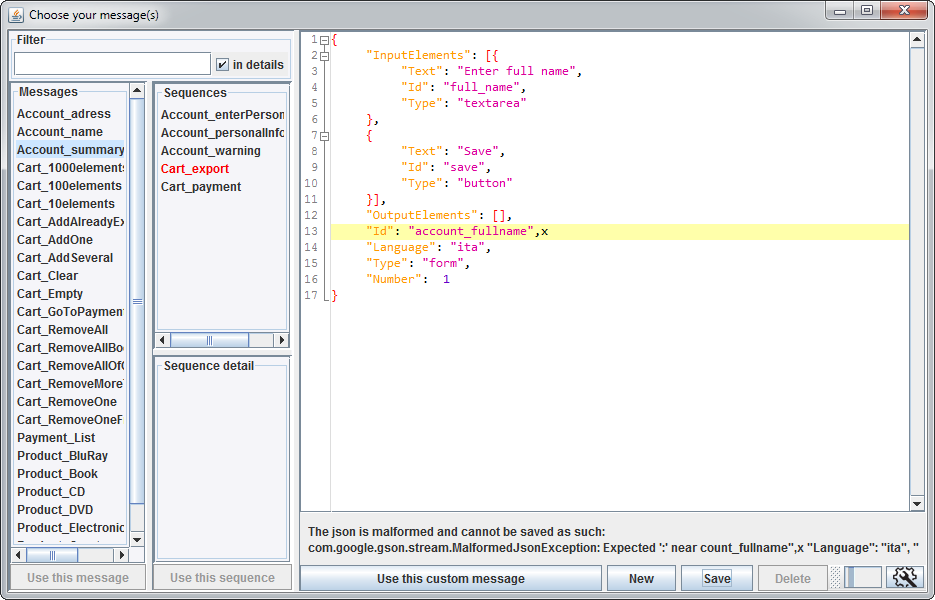 Choose your message(s)
Filter
in details
Messages
Account_adress
Account_name
Account_summary
Cart_1000elements
Cart_100elements
Cart_10elements
Cart_AddAlreadyEx
Cart_AddOne
Cart_AddSeveral
Cart_Clear
Cart_Empty
Cart_GoToPayment
Cart_RemoveAll
Cart_RemoveAllBo
Cart_RemoveAllOf
Cart_RemoveMore
Cart_RemoveOne
Cart_RemoveOneF
Payment_List
Product_BluRay
Product_Book
Product_CD
Product_DVD
Product_Electronic
Use this message
Sequences
Account_enterPerson
Account_personalInfo
Account_warning
Cart_export
Cart_payment
Sequence detail
Use this sequence
1 {
2 "InputElements": [{
3 "Text": "Enter full name",
4 "Id": "full_name",
5 "Type": "textarea"
6 },
7 {
8 "Text": "Save",
9 "Id": "save",
10 "Type": "button"
11 }],
12 "OutputElements": [],
13 "Id": "account_fullname",x
14 "Language": "ita",
15 "Type": "form",
16 "Number": 1
17 }
The json is malformed and cannot be saved as such:
com.google.gson.stream.MalformedJsonException: Expected ':' near count_fullname",x "Language": "ita", "
Use this custom message
New
Save
Delete